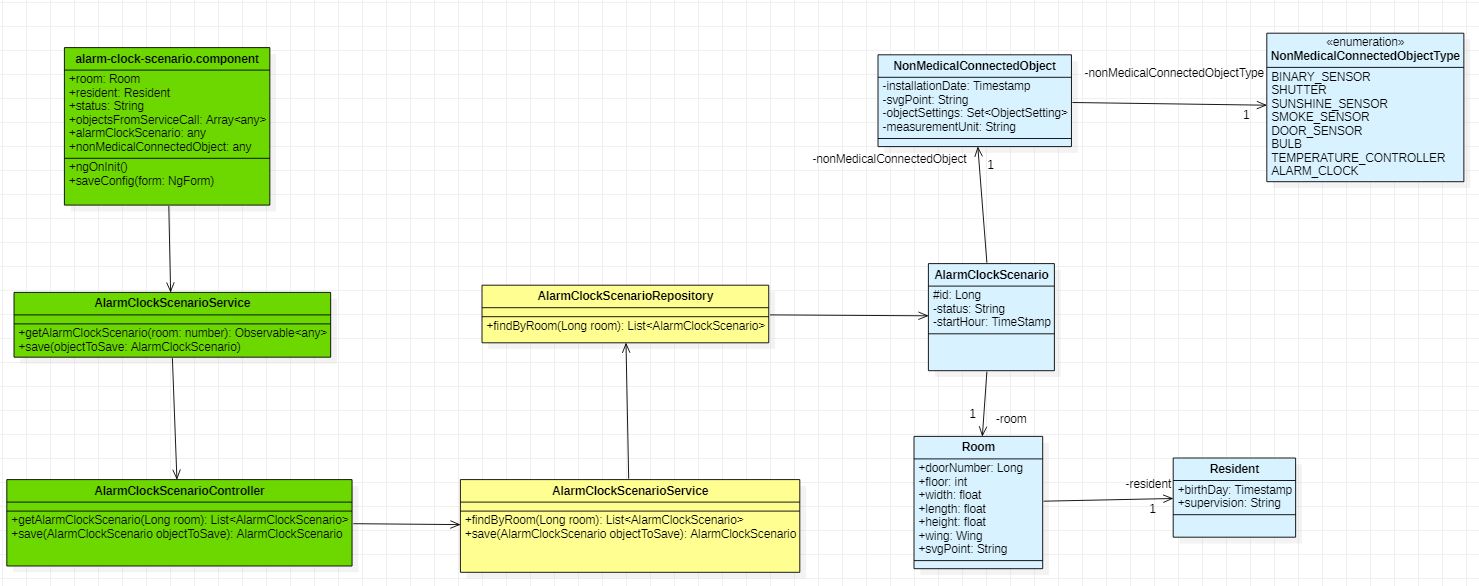 alarm-clock-scenario.component
+room: Room
+resident: Resident
+status: String
+objectsFromServiceCall: Array<any>
+alarmClockScenario: any
+nonMedicalConnectedObject: any
+ngOnInit()
+saveConfig(form: NgForm)
AlarmClockScenarioService
+getAlarmClockScenario(room: number): Observable<any>
+save(objectToSave: AlarmClockScenario)
AlarmClockScenarioController
+getAlarmClockScenario(Long room): List<AlarmClockScenario>
+save(AlarmClockScenario objectToSave): AlarmClockScenario
AlarmClockScenarioRepository
+findByRoom(Long room): List<AlarmClockScenario>
AlarmClockScenarioService
+findByRoom(Long room): List<AlarmClockScenario>
+save(AlarmClockScenario objectToSave): AlarmClockScenario
NonMedicalConnectedObject
-installationDate: Timestamp
-svgPoint: String
-objectSettings: Set<ObjectSetting>
-measurementUnit: String
-nonMedicalConnectedObjectType
1
«enumeration»
NonMedicalConnectedObjectType
BINARY_SENSOR
SHUTTER
SUNSHINE_SENSOR
SMOKE_SENSOR
DOOR_SENSOR
BULB
TEMPERATURE_CONTROLLER
ALARM_CLOCK
-nonMedicalConnectedObject
1
AlarmClockScenario
#id: Long
-status: String
-startHour: TimeStamp
1
-room
Room
+doorNumber: Long
+floor: int
+width: float
+length: float
+height: float
+wing: Wing
+svgPoint: String
-resident
1
Resident
+birthDay: Timestamp
+supervision: String